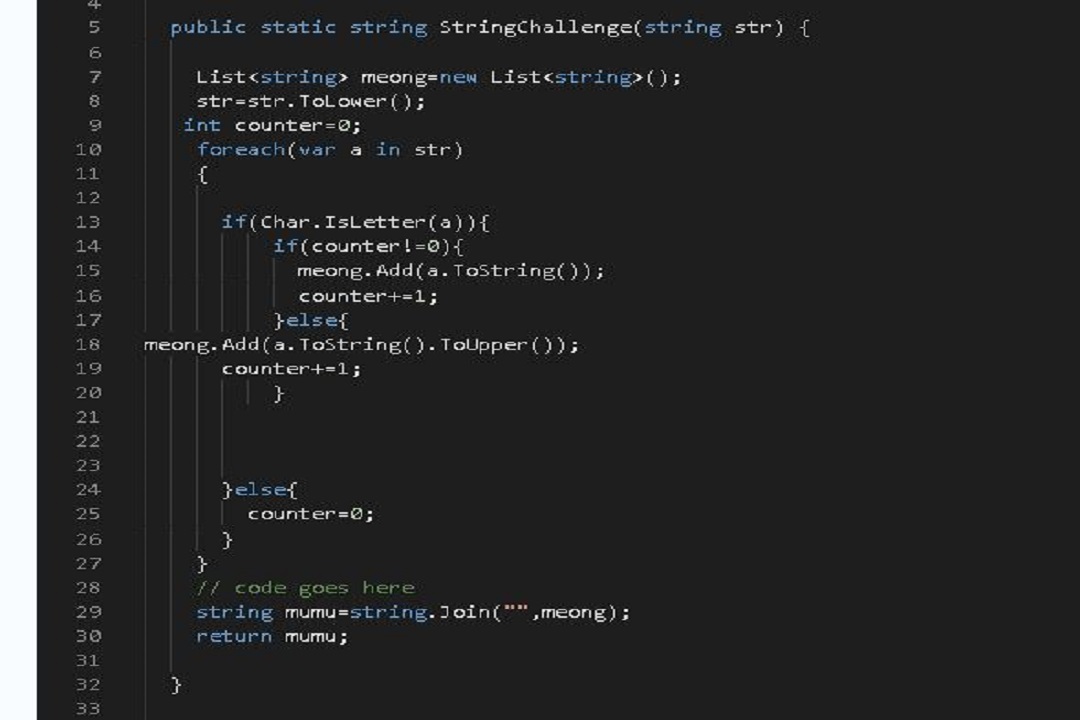 4
5 public static string StringChallenge(string str) {
6
7 List<string> meong=new List<string>();
8 str=str.ToLower();
9 int counter=0;
10 foreach(var a in str)
11 {
12
13 if(Char.IsLetter(a)){
14 if(counter!=0){
15 meong.Add(a.ToString());
16 counter+=1;
17 }else{
18 meong.Add(a.ToString().ToUpper());
19 counter+=1;
20 }
21
22
23
24 }else{
25 counter=0;
26 }
27 }
28 // code goes here
29 string mumu=string.Join("",meong);
30 return mumu;
31
32 }
33